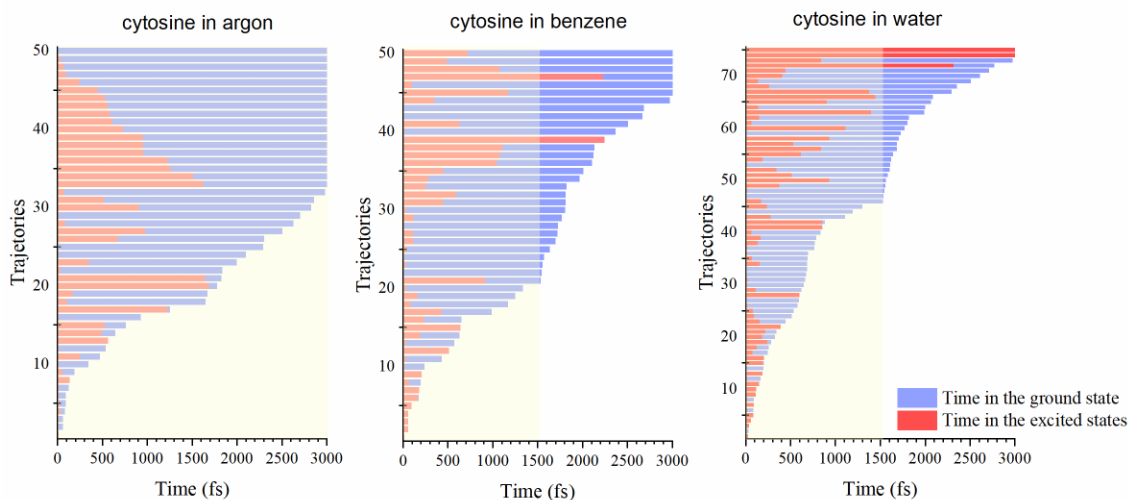 cytosine in argon
cytosine in benzene
cytosine in water
Trajectories
50
40
30
20
10
0 500 1000 1500 2000 2500 3000
Time (fs)
Trajectories
50
40
30
20
10
0 500 1000 1500 2000 2500 3000
Time (fs)
Trajectories
70
60
50
40
30
20
10
0 500 1000 1500 2000 2500 3000
Time (fs)
Time in the ground state
Time in the excited states